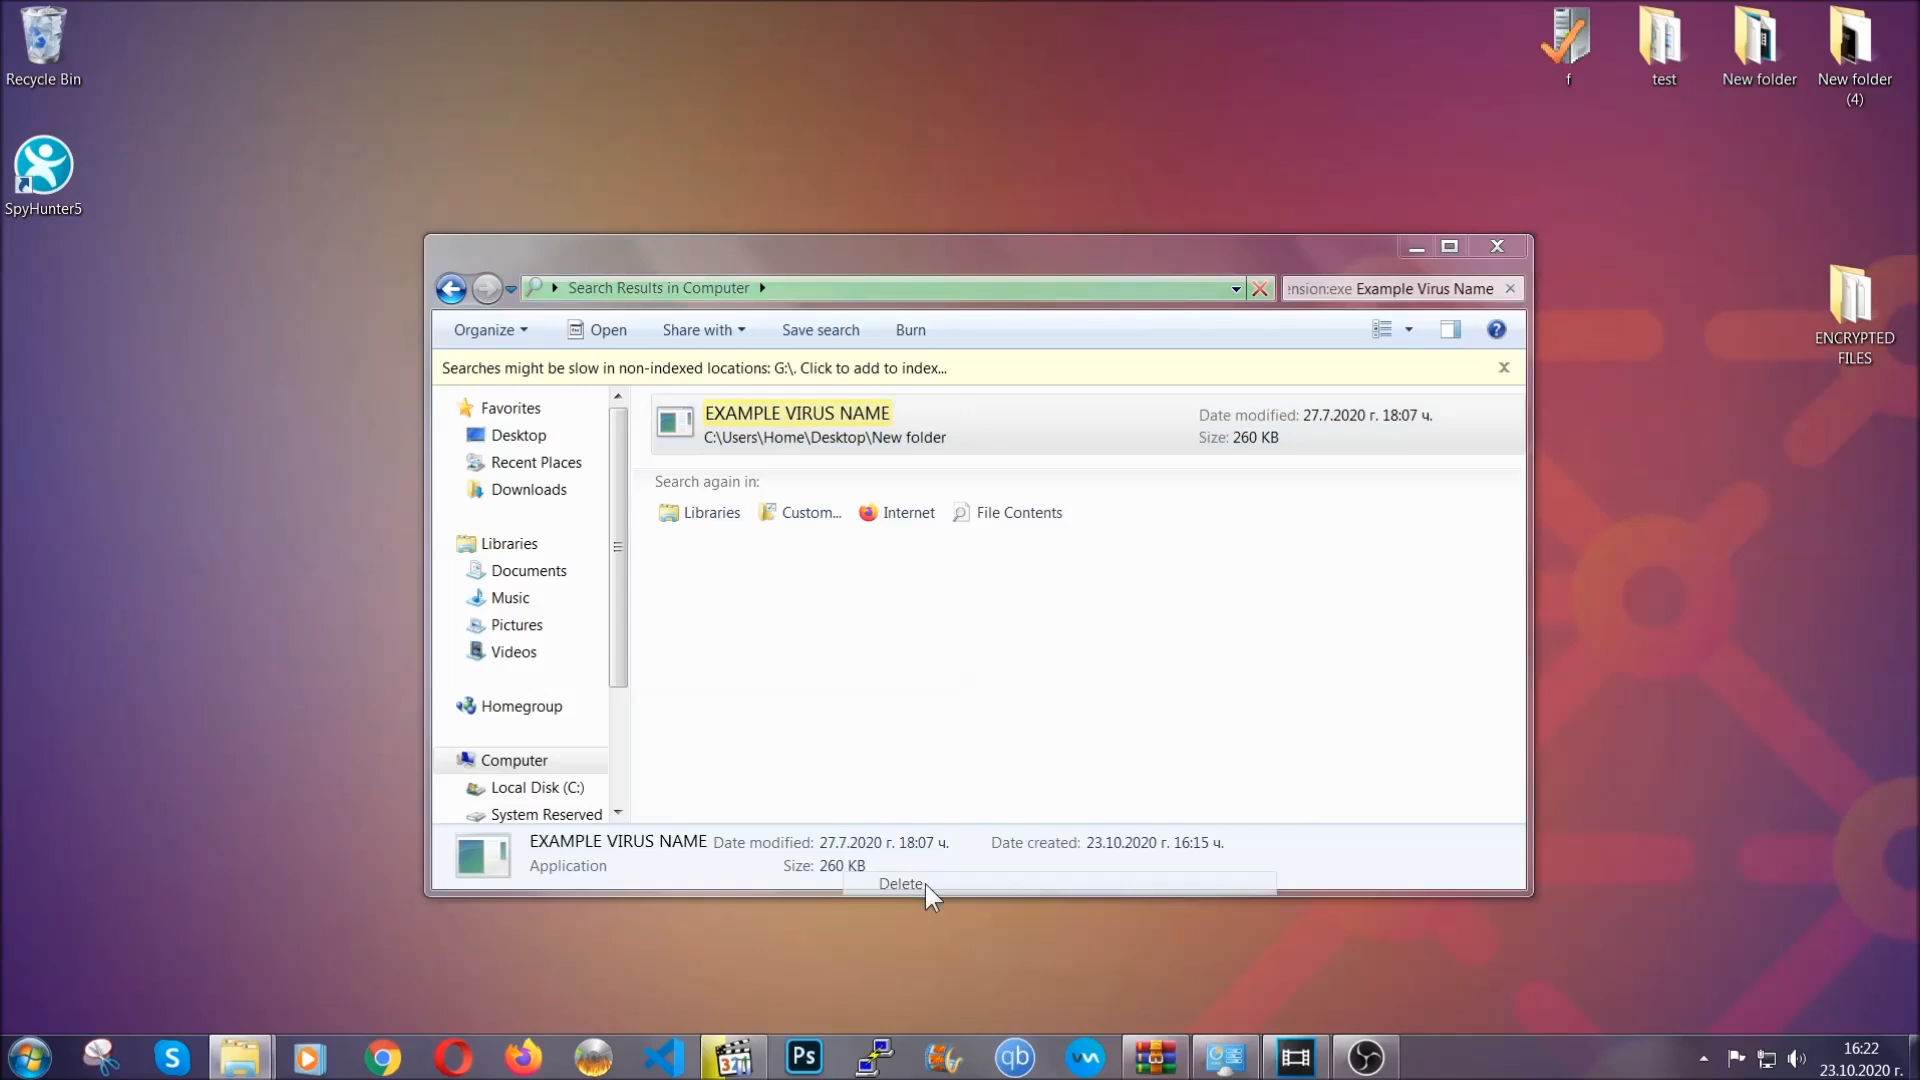 Recycle Bin
SpyHunter5
f
test
New folder
New folder
(4)
ENCRYPTED
FILES
Search Results in Computer
ension:exe Example Virus Name
Organize
Open
Share with
Save search
Burn
Searches might be slow in non-indexed locations: G:\. Click to add to index...
Favorites
Desktop
Recent Places
Downloads
Libraries
Documents
Music
Pictures
Videos
Homegroup
Computer
Local Disk (C:)
System Reserved
EXAMPLE VIRUS NAME
C:\Users\Home\Desktop\New folder
Date modified: 27.7.2020 г. 18:07 ч.
Size: 260 KB
Search again in:
Libraries
Custom...
Internet
File Contents
EXAMPLE VIRUS NAME Date modified: 27.7.2020 г. 18:07 ч. Date created: 23.10.2020 г. 16:15 ч.
Application Size: 260 KB
Delete
S
321
Ps
qb
16:22
23.10.2020 г.